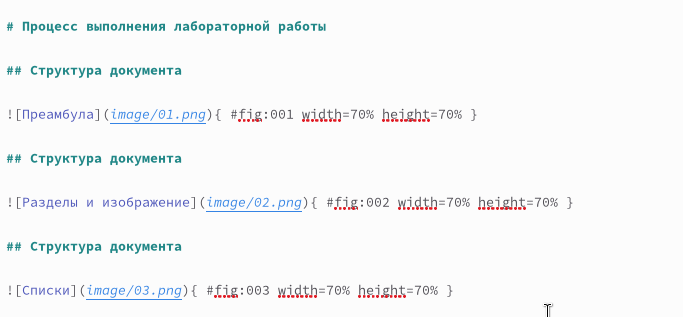 # Процесс выполнения лабораторной работы
## Структура документа
![Преамбула](image/01.png){ #fig:001 width=70% height=70% }
## Структура документа
![Разделы и изображение](image/02.png){ #fig:002 width=70% height=70% }
## Структура документа
![Списки](image/03.png){ #fig:003 width=70% height=70% }